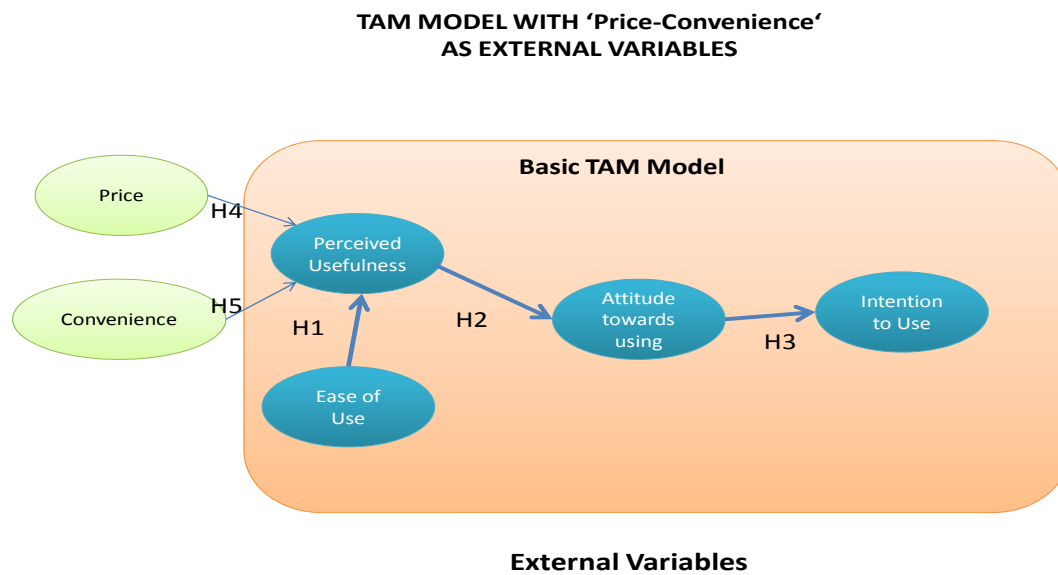 TAM MODEL WITH ‘Price-Convenience‘
AS EXTERNAL VARIABLES
Basic TAM Model
Price
H4
Perceived
Usefulness
Convenience
H5
H1
H2
Attitude
towards
using
H3
Intention
to Use
Ease of
Use
External Variables